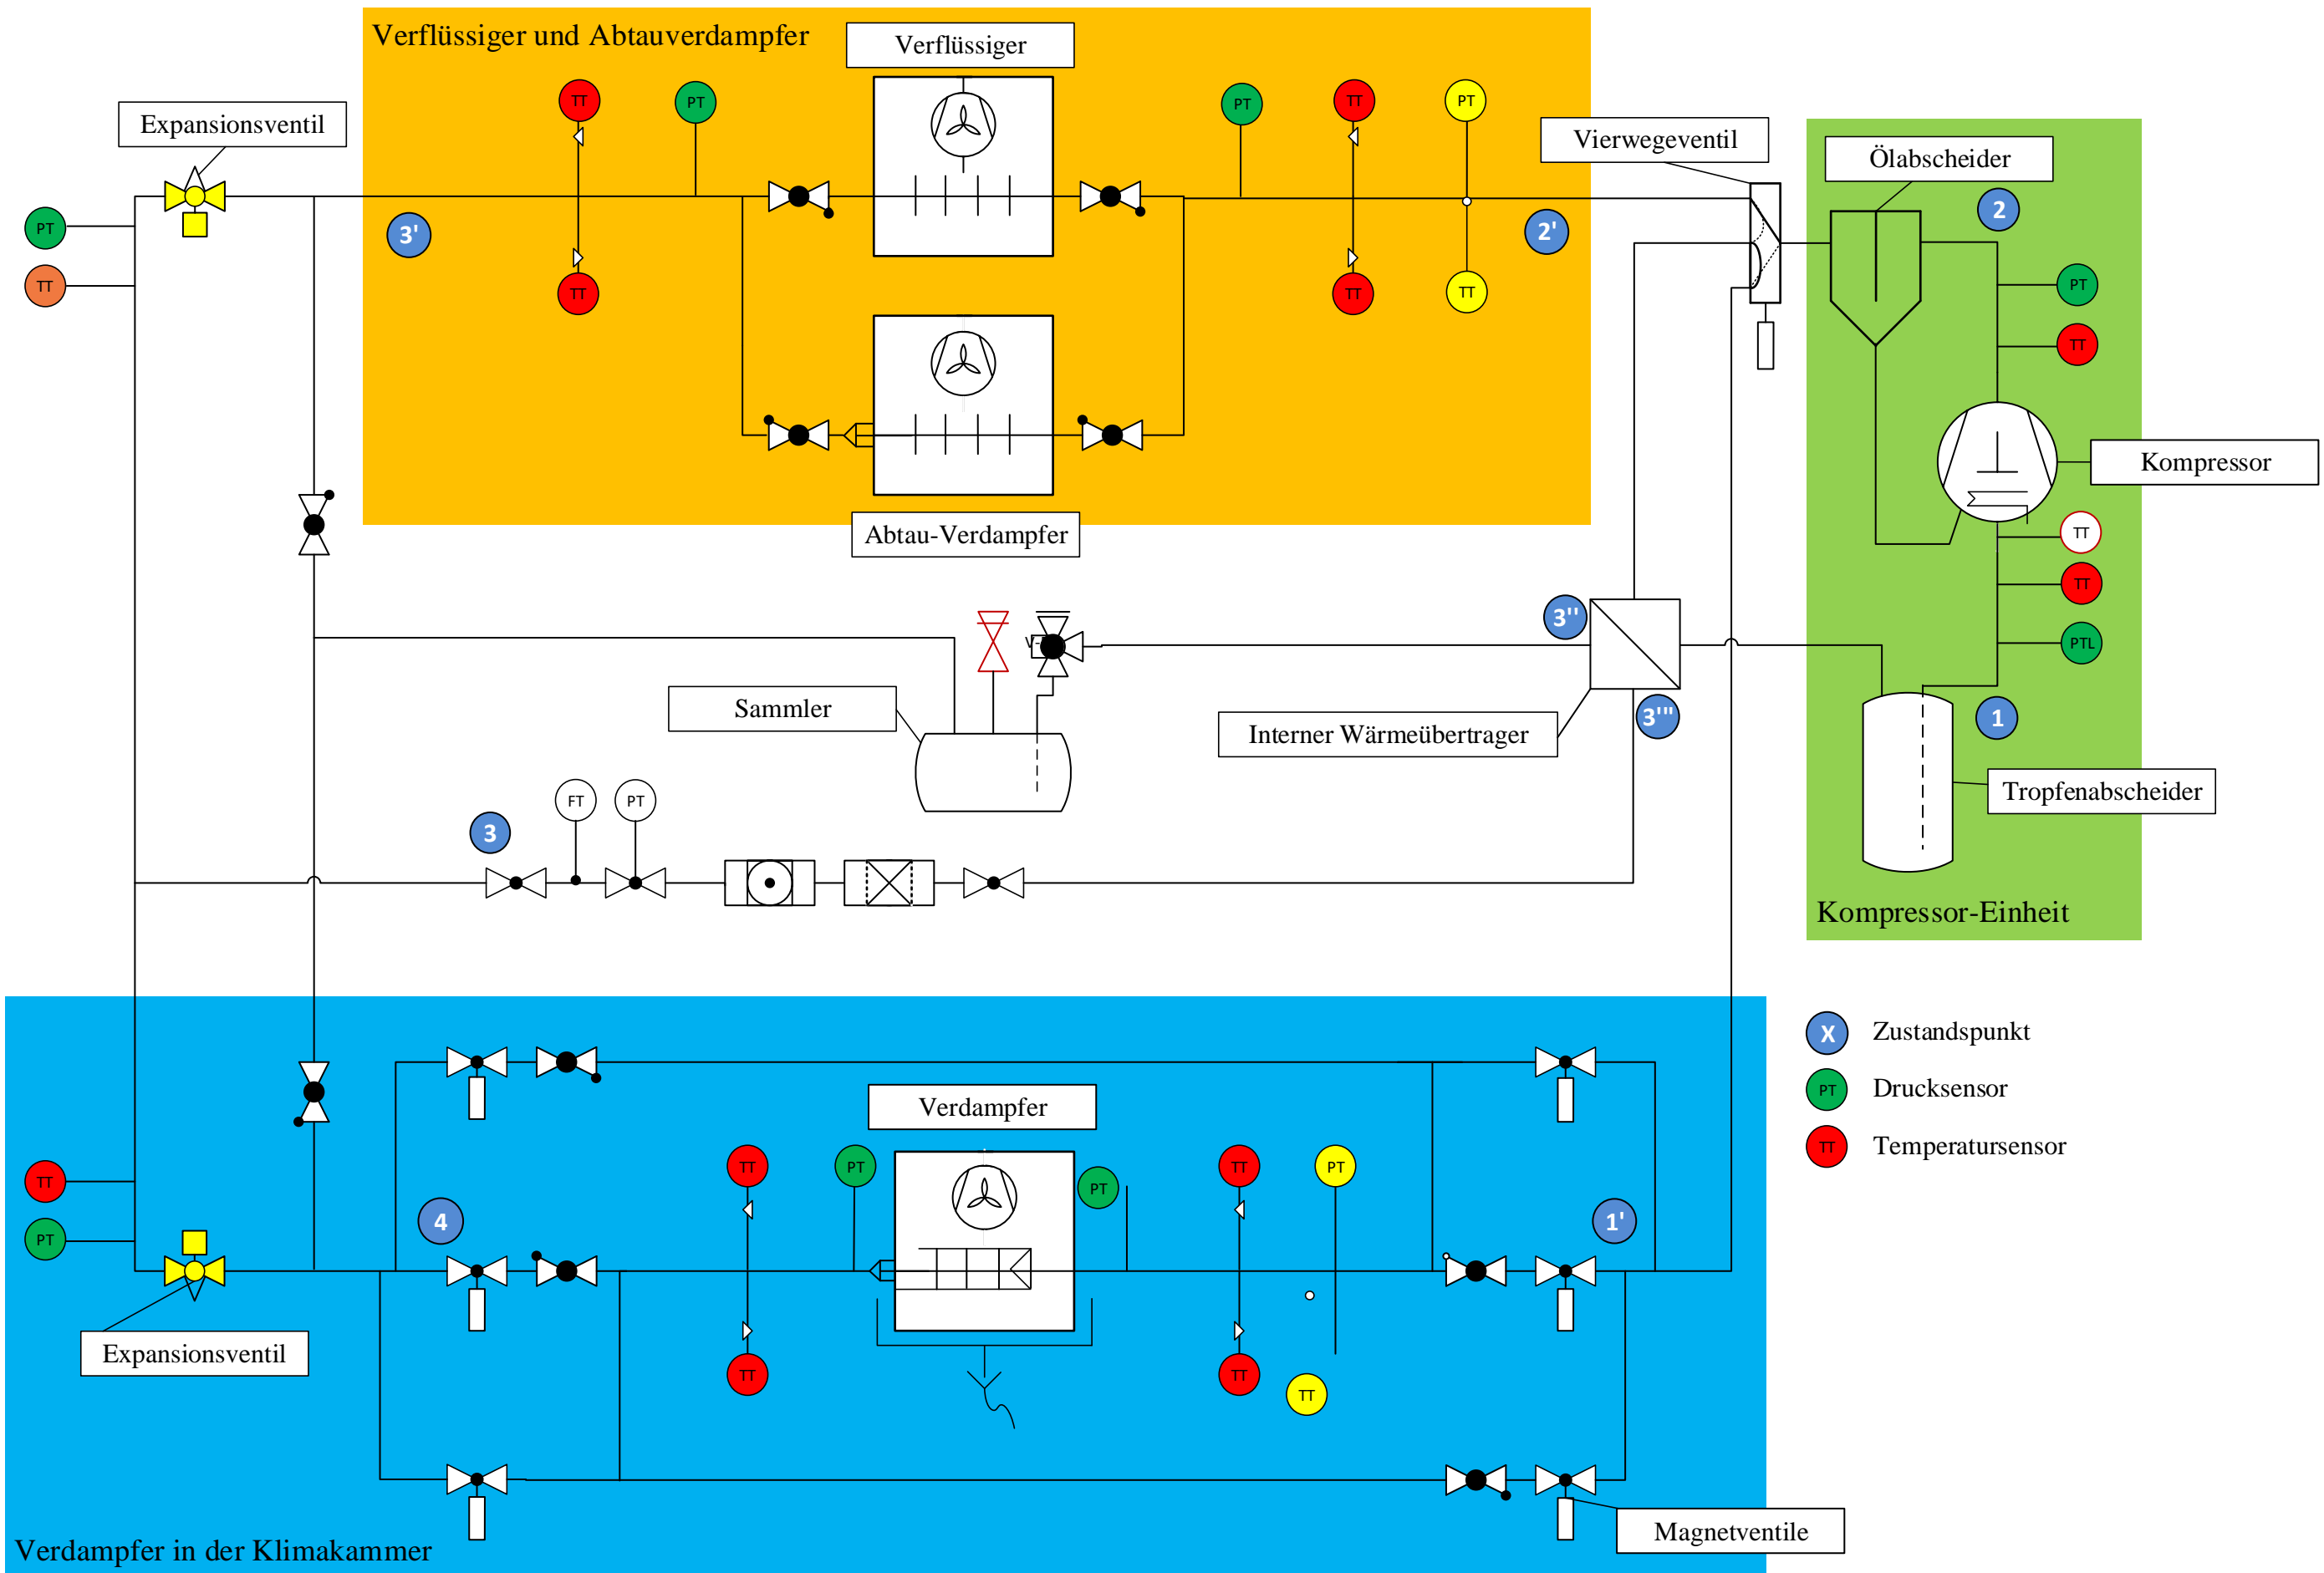 Verflüssiger und Abtauverdampfer
Verflüssiger
TT
PT
PT
TT
PT
Expansionsventil
Vierwegeventil
Ölabscheider
2
PT
3'
2'
TT
TT
TT
TT
PT
TT
Kompressor
Abtau-Verdampfer
TT
TT
3''
V-
PTL
Sammler
Interner Wärmeübertrager
3'''
1
Tropfenabscheider
FT
PT
3
Kompressor-Einheit
X
Zustandspunkt
PT
Drucksensor
TT
Temperatursensor
Verdampfer
TT
PT
PT
TT
PT
TT
4
1'
PT
Expansionsventil
TT
TT
TT
Magnetventile
Verdampfer in der Klimakammer